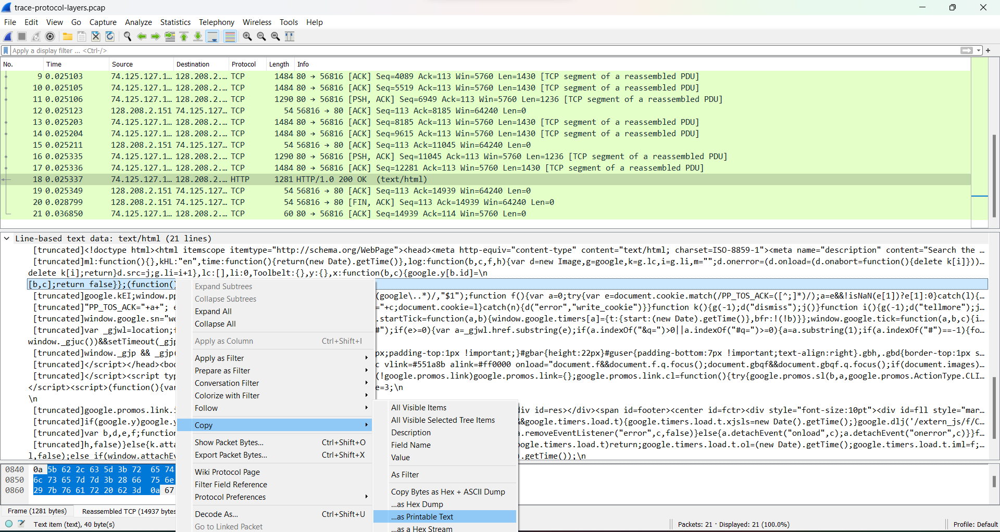 trace-protocol-layers.pcap
File Edit View Go Capture Analyze Statistics Telephony Wireless Tools Help
Apply a display filter ... <Ctrl-/>
No. Time Source Destination Protocol Length Info
9 0.025103 74.125.127.1… 128.208.2.… TCP 1484 80 → 56816 [ACK] Seq=4089 Ack=113 Win=5760 Len=1430 [TCP segment of a reassembled PDU]
10 0.025105 74.125.127.1… 128.208.2.… TCP 1484 80 → 56816 [ACK] Seq=5519 Ack=113 Win=5760 Len=1430 [TCP segment of a reassembled PDU]
11 0.025106 74.125.127.1… 128.208.2.… TCP 1290 80 → 56816 [PSH, ACK] Seq=6949 Ack=113 Win=5760 Len=1236 [TCP segment of a reassembled PDU]
12 0.025123 128.208.2.151 74.125.127… TCP 54 56816 → 80 [ACK] Seq=113 Ack=8185 Win=64240 Len=0
13 0.025203 74.125.127.1… 128.208.2.… TCP 1484 80 → 56816 [ACK] Seq=8185 Ack=113 Win=5760 Len=1430 [TCP segment of a reassembled PDU]
14 0.025204 74.125.127.1… 128.208.2.… TCP 1484 80 → 56816 [ACK] Seq=9615 Ack=113 Win=5760 Len=1430 [TCP segment of a reassembled PDU]
15 0.025211 128.208.2.151 74.125.127… TCP 54 56816 → 80 [ACK] Seq=113 Ack=11045 Win=64240 Len=0
16 0.025335 74.125.127.1… 128.208.2.… TCP 1290 80 → 56816 [PSH, ACK] Seq=11045 Ack=113 Win=5760 Len=1236 [TCP segment of a reassembled PDU]
17 0.025336 74.125.127.1… 128.208.2.… TCP 1484 80 → 56816 [ACK] Seq=12281 Ack=113 Win=5760 Len=1430 [TCP segment of a reassembled PDU]
18 0.025337 74.125.127.1… 128.208.2.… HTTP 1281 HTTP/1.0 200 OK (text/html)
19 0.025349 128.208.2.151 74.125.127… TCP 54 56816 → 80 [ACK] Seq=113 Ack=14939 Win=64240 Len=0
20 0.028799 128.208.2.151 74.125.127… TCP 54 56816 → 80 [FIN, ACK] Seq=113 Ack=14939 Win=64240 Len=0
21 0.036850 74.125.127.1… 128.208.2.… TCP 60 80 → 56816 [ACK] Seq=14939 Ack=114 Win=5760 Len=0
Line-based text data: text/html (21 lines)
[truncated]<!doctype html><html itemscope itemtype="http://schema.org/WebPage"><head><meta http-equiv="content-type" content="text/html; charset=ISO-8859-1"><meta name="description" content="Search the …
[truncated]ml:function(){},kHL:"en",time:function(){return(new Date).getTime()},log:function(b,c,f,h){var d=new Image,g=google,k=g.lc,i=g.li,m="";d.onerror=(d.onload=(d.onabort=function(){delete k[i]}))…
delete k[i];return}d.src=j;g.li=i+1},lc:[],li:0,Toolbelt:{},y:{},x:function(b,c){google.y[b.id]=\n
[b,c];return false}};(function()
[truncated]google.kEI;window.pp (google\..*)/,"$1");function f(){var a=0;try{var e=document.cookie.match(/PP_TOS_ACK=([^;]*)/);a=e&&!isNaN(e[1])?e[1]:0}catch(l){…
[truncated]"PP_TOS_ACK="+a+"; e ="+c;document.cookie=l}catch(n){d("error","write_cookie")}}function k(){g(-1);d("dismiss");j()}function i(){g(-1);d("tellmore");j…
[truncated]window.google.sn="we .startTick=function(a,b){window.google.timers[a]={t:{start:(new Date).getTime()},bfr:!(!b)}};window.google.tick=function(a,b,c){i…
[truncated]var _gjwl=location;f #");if(e>=0){var a=_gjwl.href.substring(e);if(a.indexOf("&q=")>0||a.indexOf("#q=")>=0){a=a.substring(1);if(a.indexOf("#")==-1){fo…
window._gjuc())&&setTimeout(_gjp
[truncated]window._gjp && _gjp( px;padding-top:1px !important;}#gbar{height:22px}#guser{padding-bottom:7px !important;text-align:right}.gbh,.gbd{border-top:1px s…
[truncated]</script></head><bod c vlink=#551a8b alink=#ff0000 onload="document.f&&document.f.q.focus();document.gbqf&&document.gbqf.q.focus();if(document.images)…
[truncated]</script><script typ (!google.promos.link)google.promos.link={};google.promos.link.cl=function(){try{google.promos.sl(b,a,google.promos.ActionType.CLI…
</script><script>(function(){var e=3;\n
\n
[truncated]google.promos.link.i div id=res></div><span id=footer><center id=fctr><div style="font-size:10pt"><div id=fll style="mar…
[truncated]if(google.y)google.y &&google.timers.load.t){google.timers.load.t.xjsls=new Date().getTime();}google.dlj('/extern_js/f/C…
[truncated]var b,d,e,f;function a.removeEventListener("error",c,false)}else{a.detachEvent("onload",c);a.detachEvent("onerror",c)}}f…
[truncated]h,false)}else{k.atta ogle.timers.load.t)return;google.timers.load.t.ol=(new Date).getTime();google.timers.load.t.iml=f;…
l,false);else if(window.attachEv .getTime());\n
Expand Subtrees
Collapse Subtrees
Expand All
Collapse All
Apply as Column Ctrl+Shift+I
Apply as Filter
Prepare as Filter
Conversation Filter
Colorize with Filter
Follow
Copy
Show Packet Bytes... Ctrl+Shift+O
Export Packet Bytes... Ctrl+Shift+X
Wiki Protocol Page
Filter Field Reference
Protocol Preferences
Decode As... Ctrl+Shift+U
Go to Linked Packet
All Visible Items
All Visible Selected Tree Items
Description
Field Name
Value
As Filter
Copy Bytes as Hex + ASCII Dump
...as Hex Dump
...as Printable Text
...as a Hex Stream
0840 0a 5b 62 2c 63 5d 3b 72 65 74
0850 6c 73 65 7d 7d 3b 28 66 75 6e
0860 29 7b 76 61 72 20 62 3d 0a 67
Frame (1281 bytes) Reassembled TCP (14937 bytes
Text item (text), 40 byte(s) Packets: 21 · Displayed: 21 (100.0%) Profile: Default